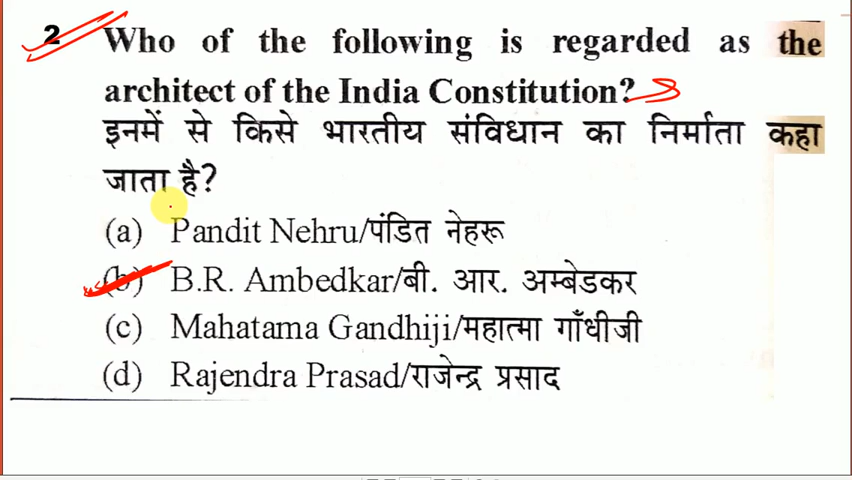 2 Who of the following is regarded as the
architect of the India Constitution?
इनमें से किसे भारतीय संविधान का निर्माता कहा
जाता है?
(a) Pandit Nehru/पंडित नेहरू
(b) B.R. Ambedkar/बी. आर. अम्बेडकर
(c) Mahatama Gandhiji/महात्मा गाँधीजी
(d) Rajendra Prasad/राजेन्द्र प्रसाद